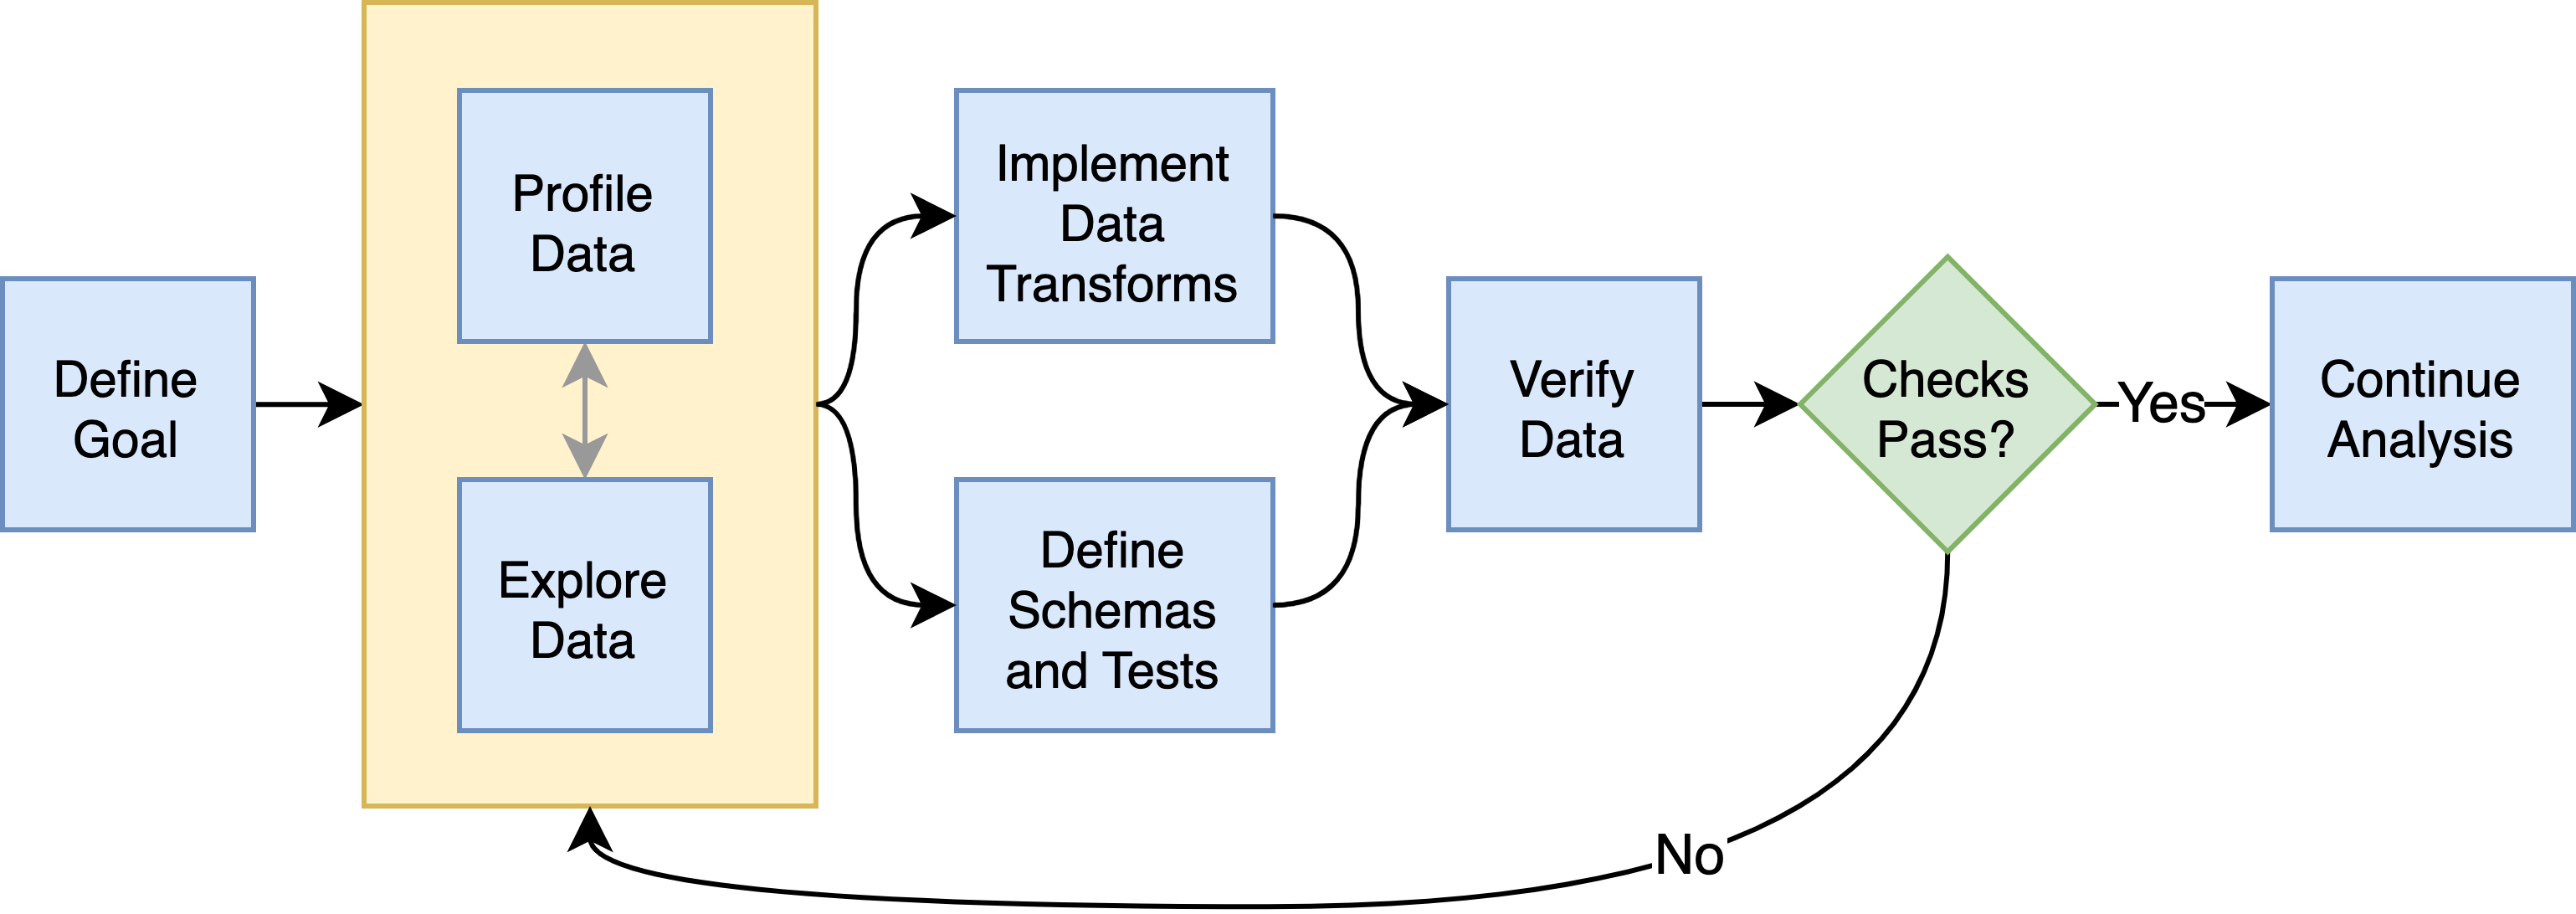 Define
Goal
Profile
Data
Explore
Data
Implement
Data
Transforms
Define
Schemas
and Tests
Verify
Data
Checks
Pass?
Yes
Continue
Analysis
No